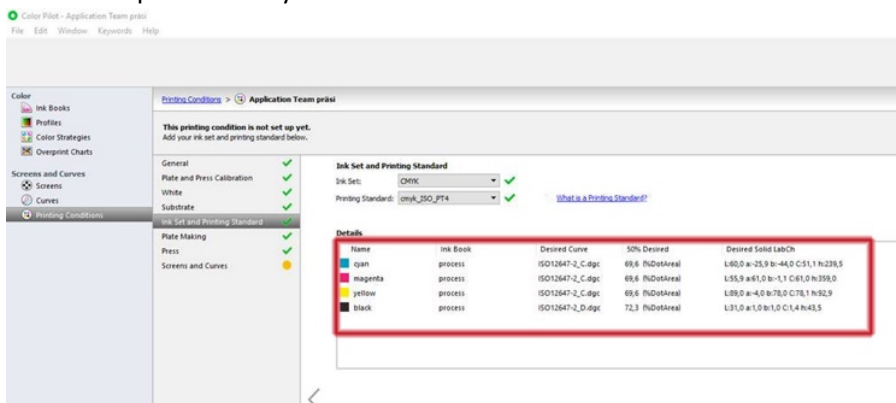 Color Pilot - Application Team präsi
File Edit Window Keywords Help
Color
Ink Books
Profiles
Color Strategies
Overprint Charts
Screens and Curves
Screens
Curves
Printing Conditions
Printing Conditions > Application Team präsi
This printing condition is not set up yet.
Add your ink set and printing standard below.
General
Plate and Press Calibration
White
Substrate
Ink Set and Printing Standard
Plate Making
Press
Screens and Curves
Ink Set and Printing Standard
Ink Set: CMYK
Printing Standard: cmyk_ISO_PT4 What is a Printing Standard?
Details
Name Ink Book Desired Curve 50% Desired Desired Solid LabCh
cyan process ISO12647-2_C.dgc 69,6 (%DotArea) L:60,0 a:-25,9 b:-44,0 C:51,1 h:239,5
magenta process ISO12647-2_C.dgc 69,6 (%DotArea) L:55,9 a:61,0 b:-1,1 C:61,0 h:359,0
yellow process ISO12647-2_C.dgc 69,6 (%DotArea) L:89,0 a:-4,0 b:78,0 C:78,1 h:92,9
black process ISO12647-2_D.dgc 72,3 (%DotArea) L:31,0 a:1,0 b:1,0 C:1,4 h:43,5